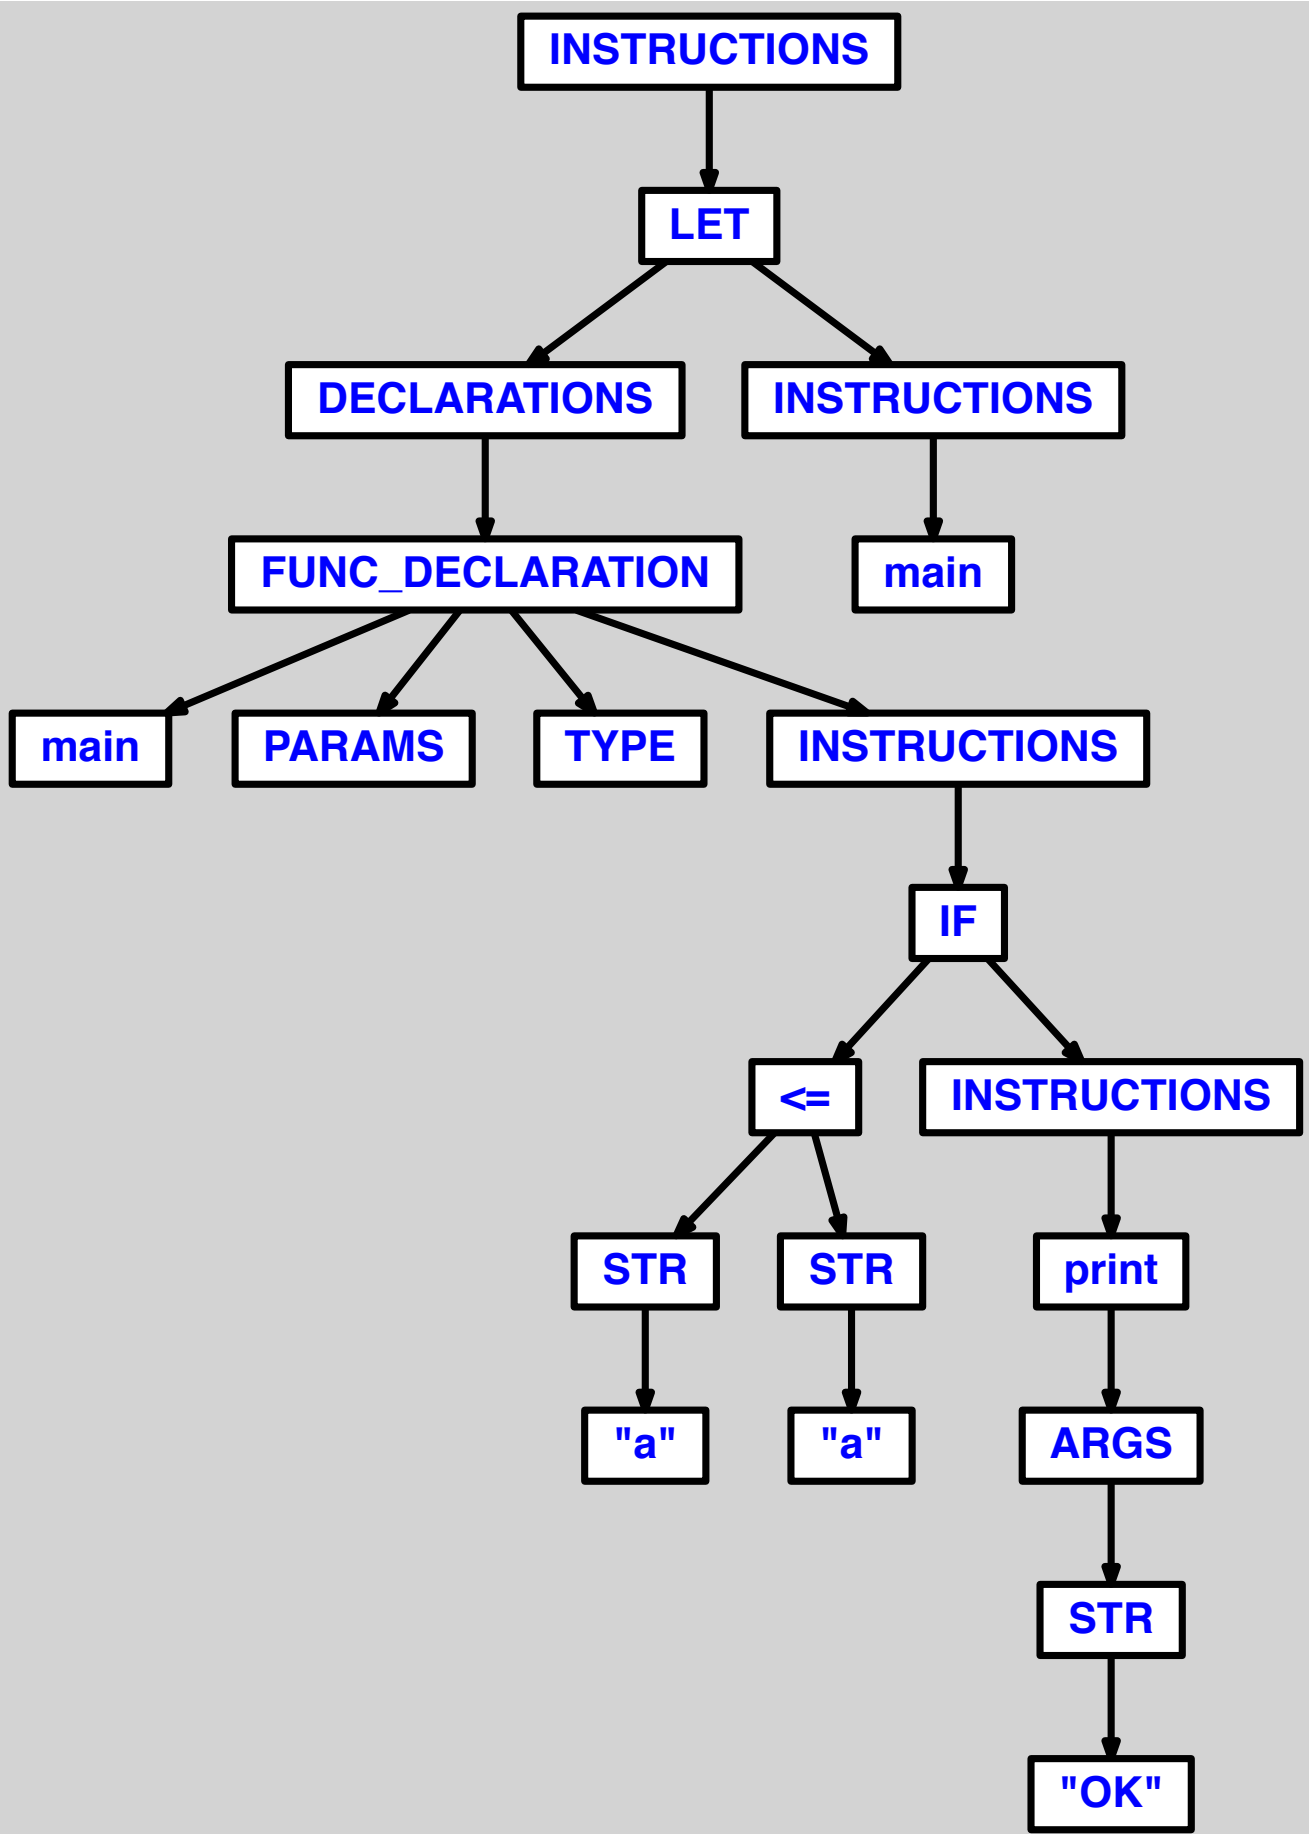 INSTRUCTIONS
LET
DECLARATIONS
INSTRUCTIONS
FUNC_DECLARATION
main
main
PARAMS
TYPE
INSTRUCTIONS
IF
<=
INSTRUCTIONS
STR
STR
print
"a"
"a"
ARGS
STR
"OK"